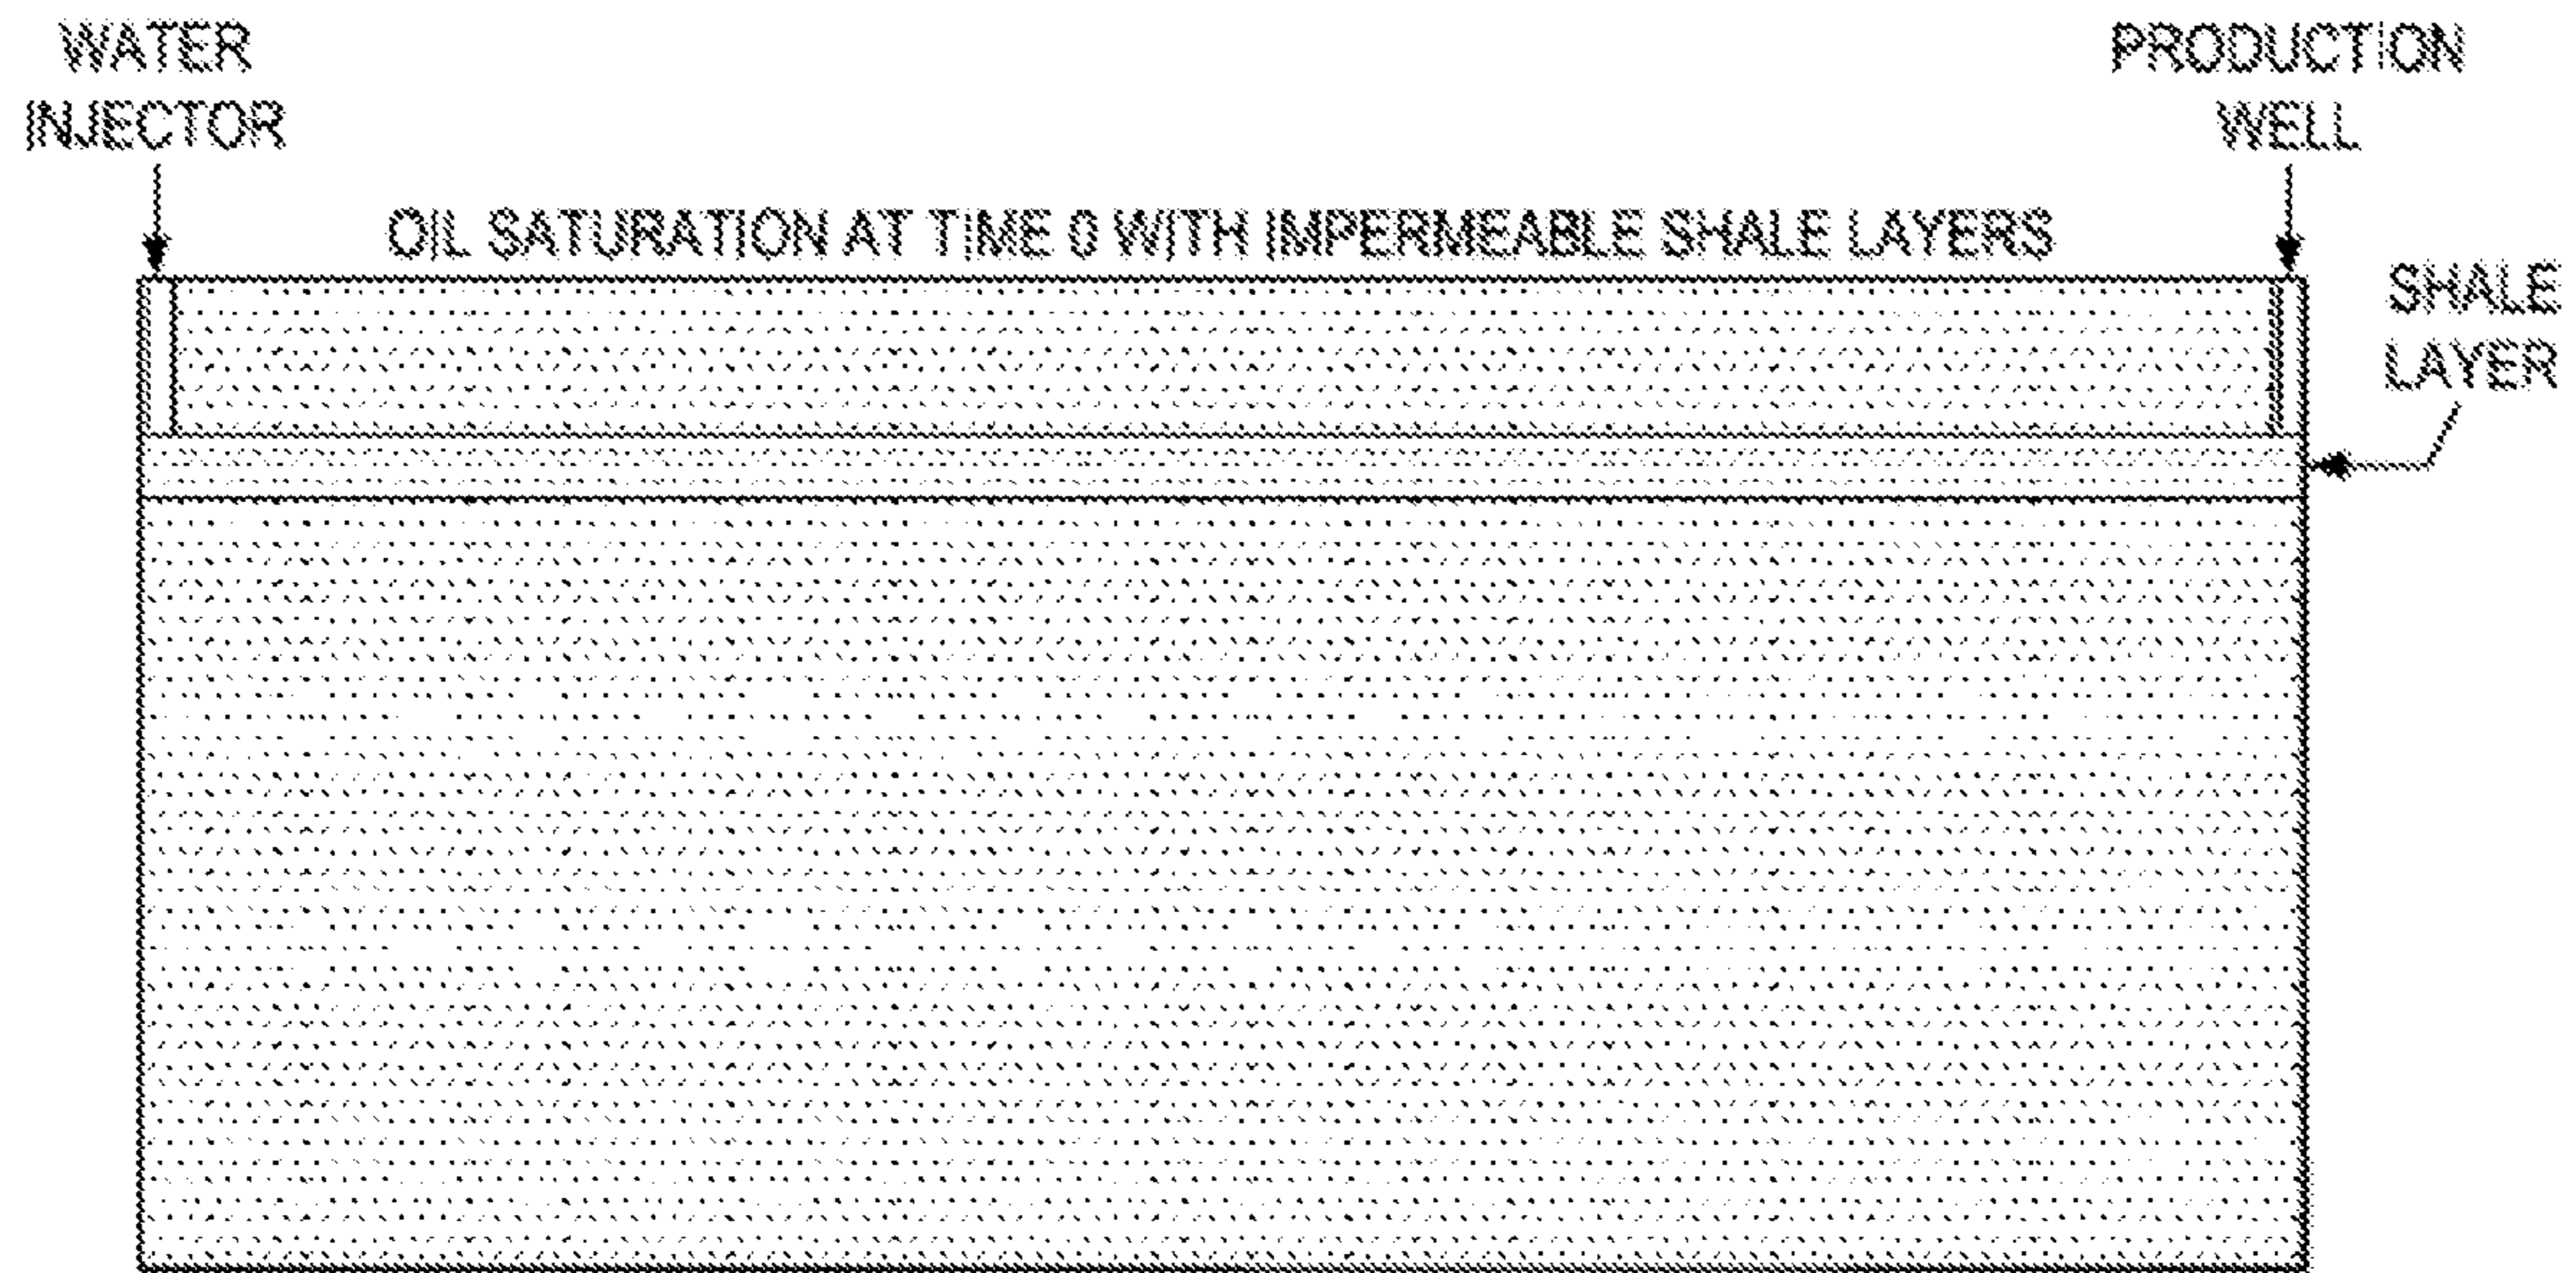 WATER
INJECTOR
PRODUCTION
WELL
OIL SATURATION AT TIME 0 WITH IMPERMEABLE SHALE LAYERS
SHALE
LAYER